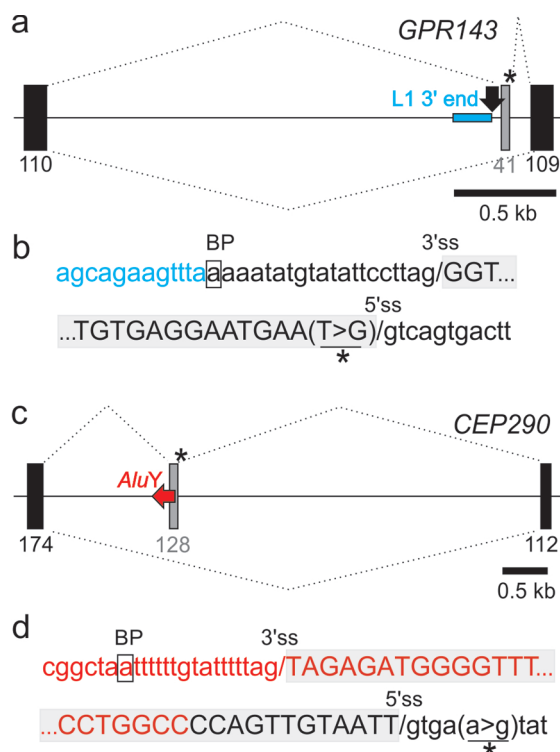 a
GPR143
*
L1 3' end
110
41
109
0.5 kb
b
BP
3'ss
agcagaagtttaaaaatatgtatattccttag/GGT...
5'ss
...TGTGAGGAATGAA(T>G)/gtcagtgactt
*
c
CEP290
*
AluY
174
128
112
0.5 kb
d
BP
3'ss
cggctaattttttgtatttttag/TAGAGATGGGGTTT...
5'ss
...CCTGGCCCCAGTTGTAATT/gtga(a>g)tat
*